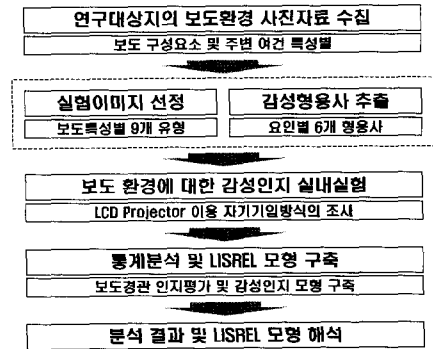 연구대상지의 보도환경 사진자료 수집
보도 구성요소 및 주변 여건 특성별
실험이미지 선정
보도특성별 9개 유형
감성형용사 추출
요인별 6개 형용사
보도 환경에 대한 감성인지 실내실험
LCD Projector 이용 자기기입방식의 조사
통계분석 및 LISREL 모형 구축
보도경관 인지평가 및 감성인지 모형 구축
분석 결과 및 LISREL 모형 해석